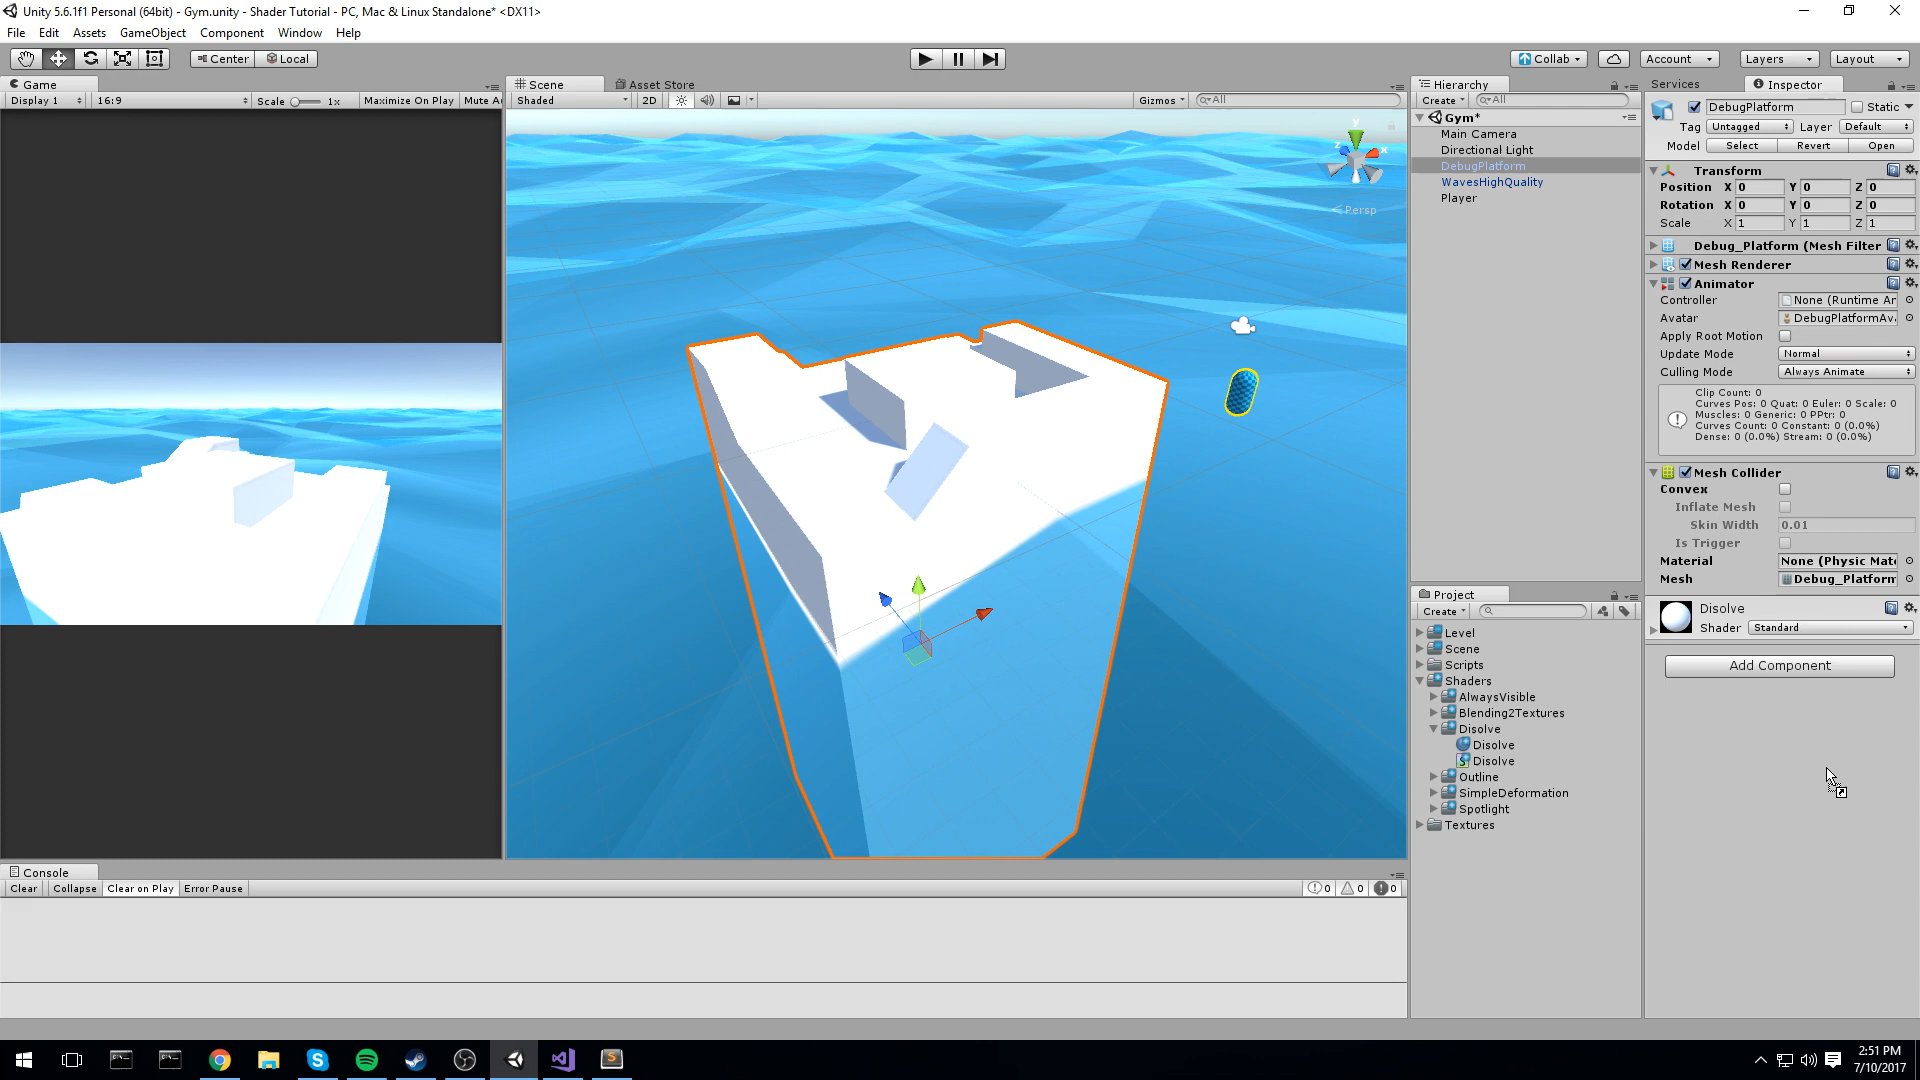 Unity 5.6.1f1 Personal (64bit) - Gym.unity - Shader Tutorial - PC, Mac & Linux Standalone* <DX11>
File Edit Assets GameObject Component Window Help
Center Local
Collab Account Layers Layout
Game
Display 1 16:9 Scale 1x Maximize On Play Mute Au
Scene Asset Store
Shaded 2D Gizmos All
y
z x
Persp
Hierarchy
Create All
Gym*
Main Camera
Directional Light
DebugPlatform
WavesHighQuality
Player
Services Inspector
DebugPlatform Static
Tag Untagged Layer Default
Model Select Revert Open
Transform
Position X 0 Y 0 Z 0
Rotation X 0 Y 0 Z 0
Scale X 1 Y 1 Z 1
Debug_Platform (Mesh Filter
Mesh Renderer
Animator
Controller None (Runtime Ar
Avatar DebugPlatformAv
Apply Root Motion
Update Mode Normal
Culling Mode Always Animate
Clip Count: 0
Curves Pos: 0 Quat: 0 Euler: 0 Scale: 0
Muscles: 0 Generic: 0 PPtr: 0
Curves Count: 0 Constant: 0 (0.0%)
Dense: 0 (0.0%) Stream: 0 (0.0%)
Mesh Collider
Convex
Inflate Mesh
Skin Width 0.01
Is Trigger
Material None (Physic Mate
Mesh Debug_Platform
Disolve
Shader Standard
Add Component
Project
Create
Level
Scene
Scripts
Shaders
AlwaysVisible
Blending2Textures
Disolve
Disolve
Disolve
Outline
SimpleDeformation
Spotlight
Textures
Console
Clear Collapse Clear on Play Error Pause
0 0 0
2:51 PM
7/10/2017